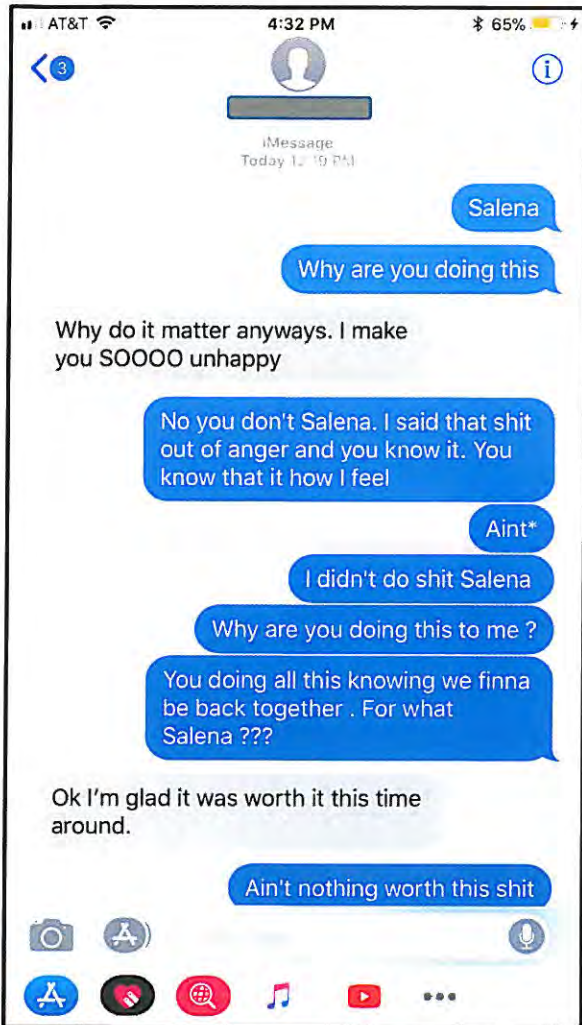 AT&T 4:32 PM 65%
3
iMessage
Today 12:19 PM
Salena
Why are you doing this
Why do it matter anyways. I make
you SOOOO unhappy
No you don't Salena. I said that shit
out of anger and you know it. You
know that it how I feel
Aint*
I didn't do shit Salena
Why are you doing this to me ?
You doing all this knowing we finna
be back together . For what
Salena ???
Ok I'm glad it was worth it this time
around.
Ain't nothing worth this shit